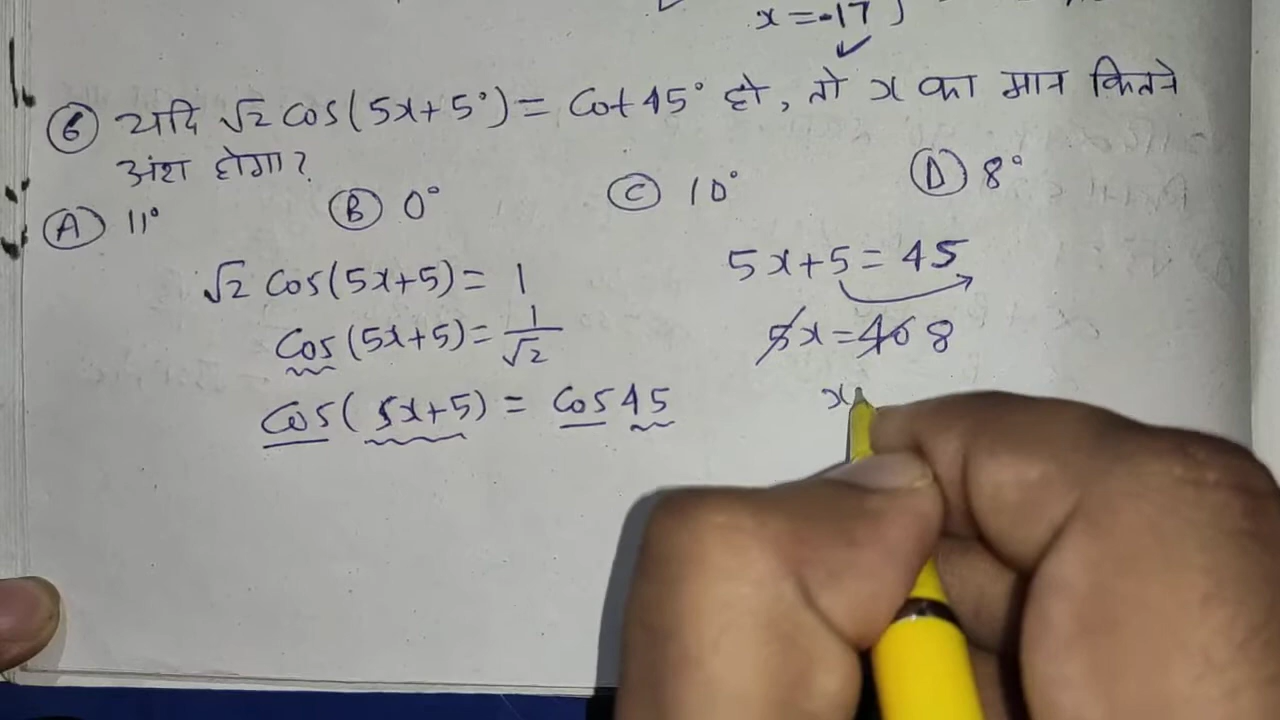 x = -17 }
⑥ यदि √2 cos(5x+5°) = Cot 45° हो, तो x का मान कितने
अंश होगा?
Ⓐ 11° Ⓑ 0° Ⓒ 10° Ⓓ 8°
√2 cos(5x+5) = 1
cos (5x+5) = 1/√2
cos( 5x+5) = cos 45
5x+5 = 45
5x = 40 8
x